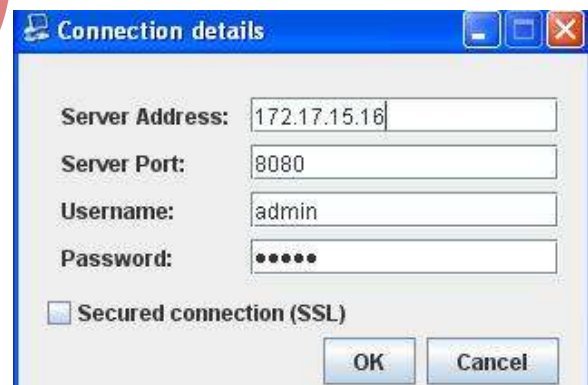 Connection details
Server Address: 172.17.15.16
Server Port: 8080
Username: admin
Password: •••••
Secured connection (SSL)
OK Cancel